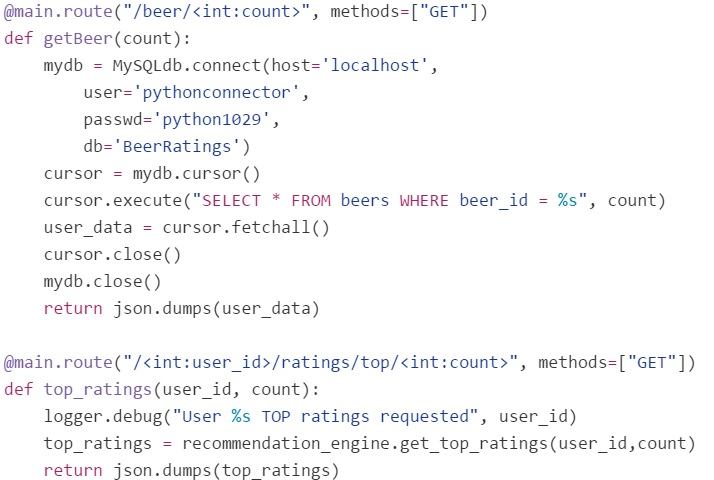 @main.route("/beer/<int:count>", methods=["GET"])
def getBeer(count):
    mydb = MySQLdb.connect(host='localhost',
        user='pythonconnector',
        passwd='python1029',
        db='BeerRatings')
    cursor = mydb.cursor()
    cursor.execute("SELECT * FROM beers WHERE beer_id = %s", count)
    user_data = cursor.fetchall()
    cursor.close()
    mydb.close()
    return json.dumps(user_data)

@main.route("/<int:user_id>/ratings/top/<int:count>", methods=["GET"])
def top_ratings(user_id, count):
    logger.debug("User %s TOP ratings requested", user_id)
    top_ratings = recommendation_engine.get_top_ratings(user_id,count)
    return json.dumps(top_ratings)